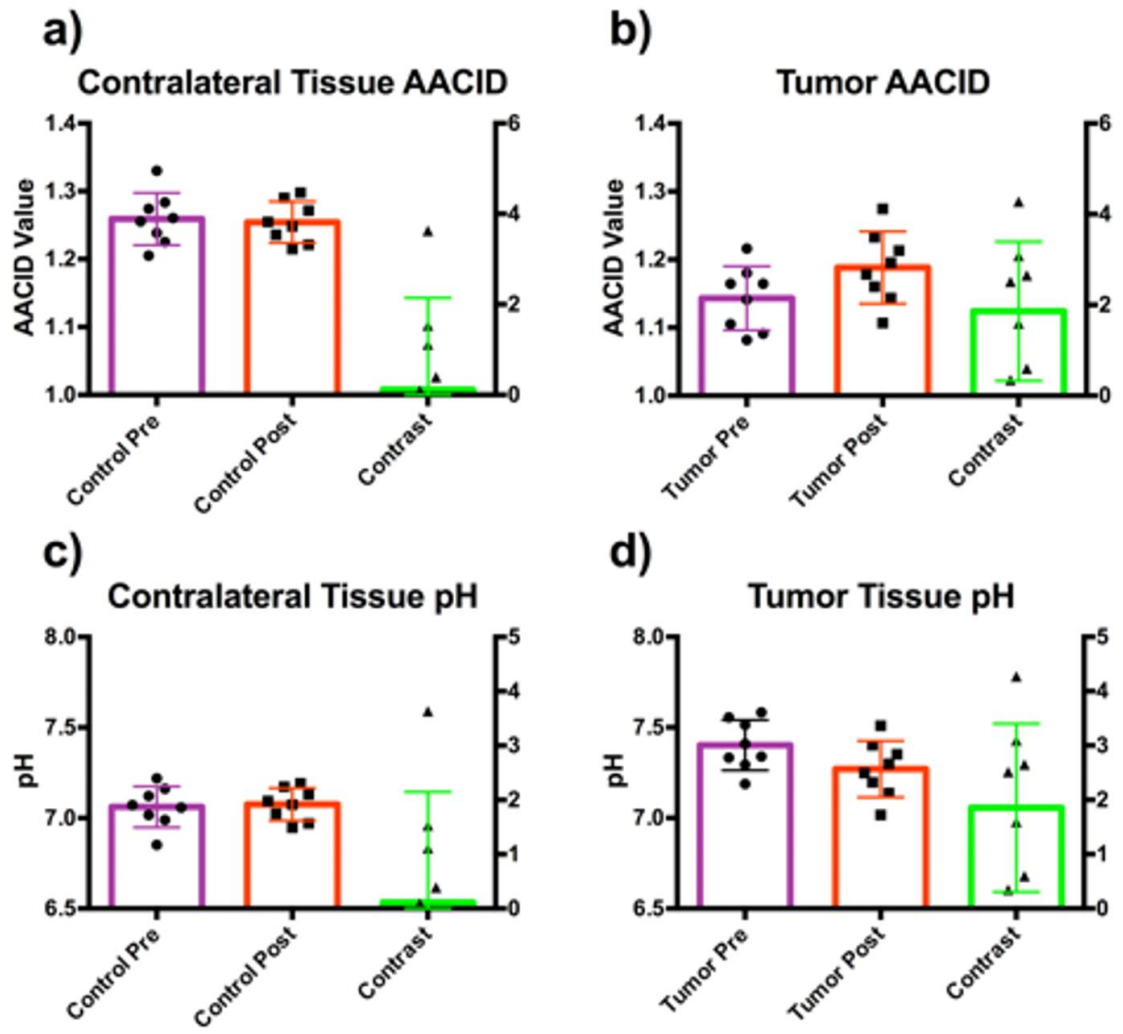 a)
Contralateral Tissue AACID
AACID Value
1.4
1.3
1.2
1.1
1.0
6
4
2
0
Control Pre
Control Post
Contrast
b)
Tumor AACID
AACID Value
1.4
1.3
1.2
1.1
1.0
6
4
2
0
Tumor Pre
Tumor Post
Contrast
c)
Contralateral Tissue pH
pH
8.0
7.5
7.0
6.5
5
4
3
2
1
0
Control Pre
Control Post
Contrast
d)
Tumor Tissue pH
pH
8.0
7.5
7.0
6.5
5
4
3
2
1
0
Tumor Pre
Tumor Post
Contrast